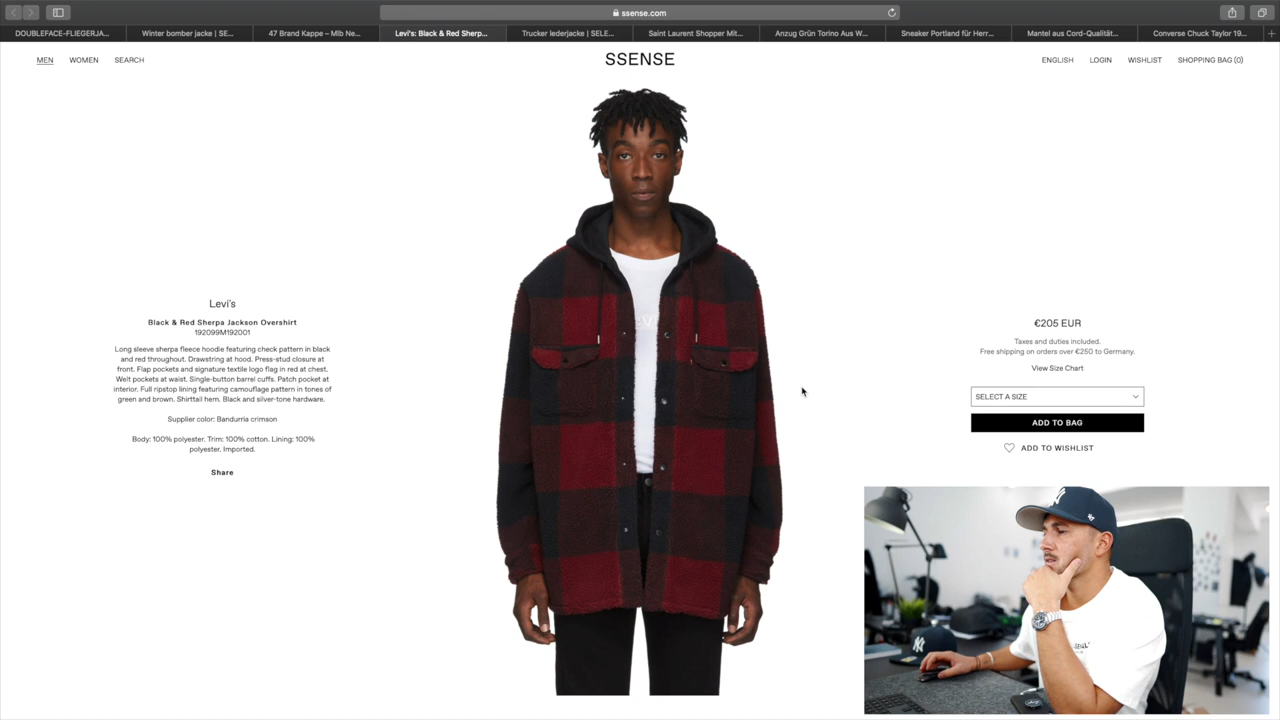 ssense.com
DOUBLEFACE-FLIEGERJA...
Winter bomber jacke | SE...
47 Brand Kappe – Mlb Ne...
Levi's: Black & Red Sherp...
Trucker lederjacke | SELE...
Saint Laurent Shopper Mit...
Anzug Grün Torino Aus W...
Sneaker Portland für Herr...
Mantel aus Cord-Qualität...
Converse Chuck Taylor 19...
MEN WOMEN SEARCH
SSENSE
ENGLISH LOGIN WISHLIST SHOPPING BAG (0)
Levi's
Black & Red Sherpa Jackson Overshirt
192099M192001
Long sleeve sherpa fleece hoodie featuring check pattern in black
and red throughout. Drawstring at hood. Press-stud closure at
front. Flap pockets and signature textile logo flag in red at chest.
Welt pockets at waist. Single-button barrel cuffs. Patch pocket at
interior. Full ripstop lining featuring camouflage pattern in tones of
green and brown. Shirttail hem. Black and silver-tone hardware.
Supplier color: Bandurria crimson
Body: 100% polyester. Trim: 100% cotton. Lining: 100%
polyester. Imported.
Share
€205 EUR
Taxes and duties included.
Free shipping on orders over €250 to Germany.
View Size Chart
SELECT A SIZE
ADD TO BAG
ADD TO WISHLIST